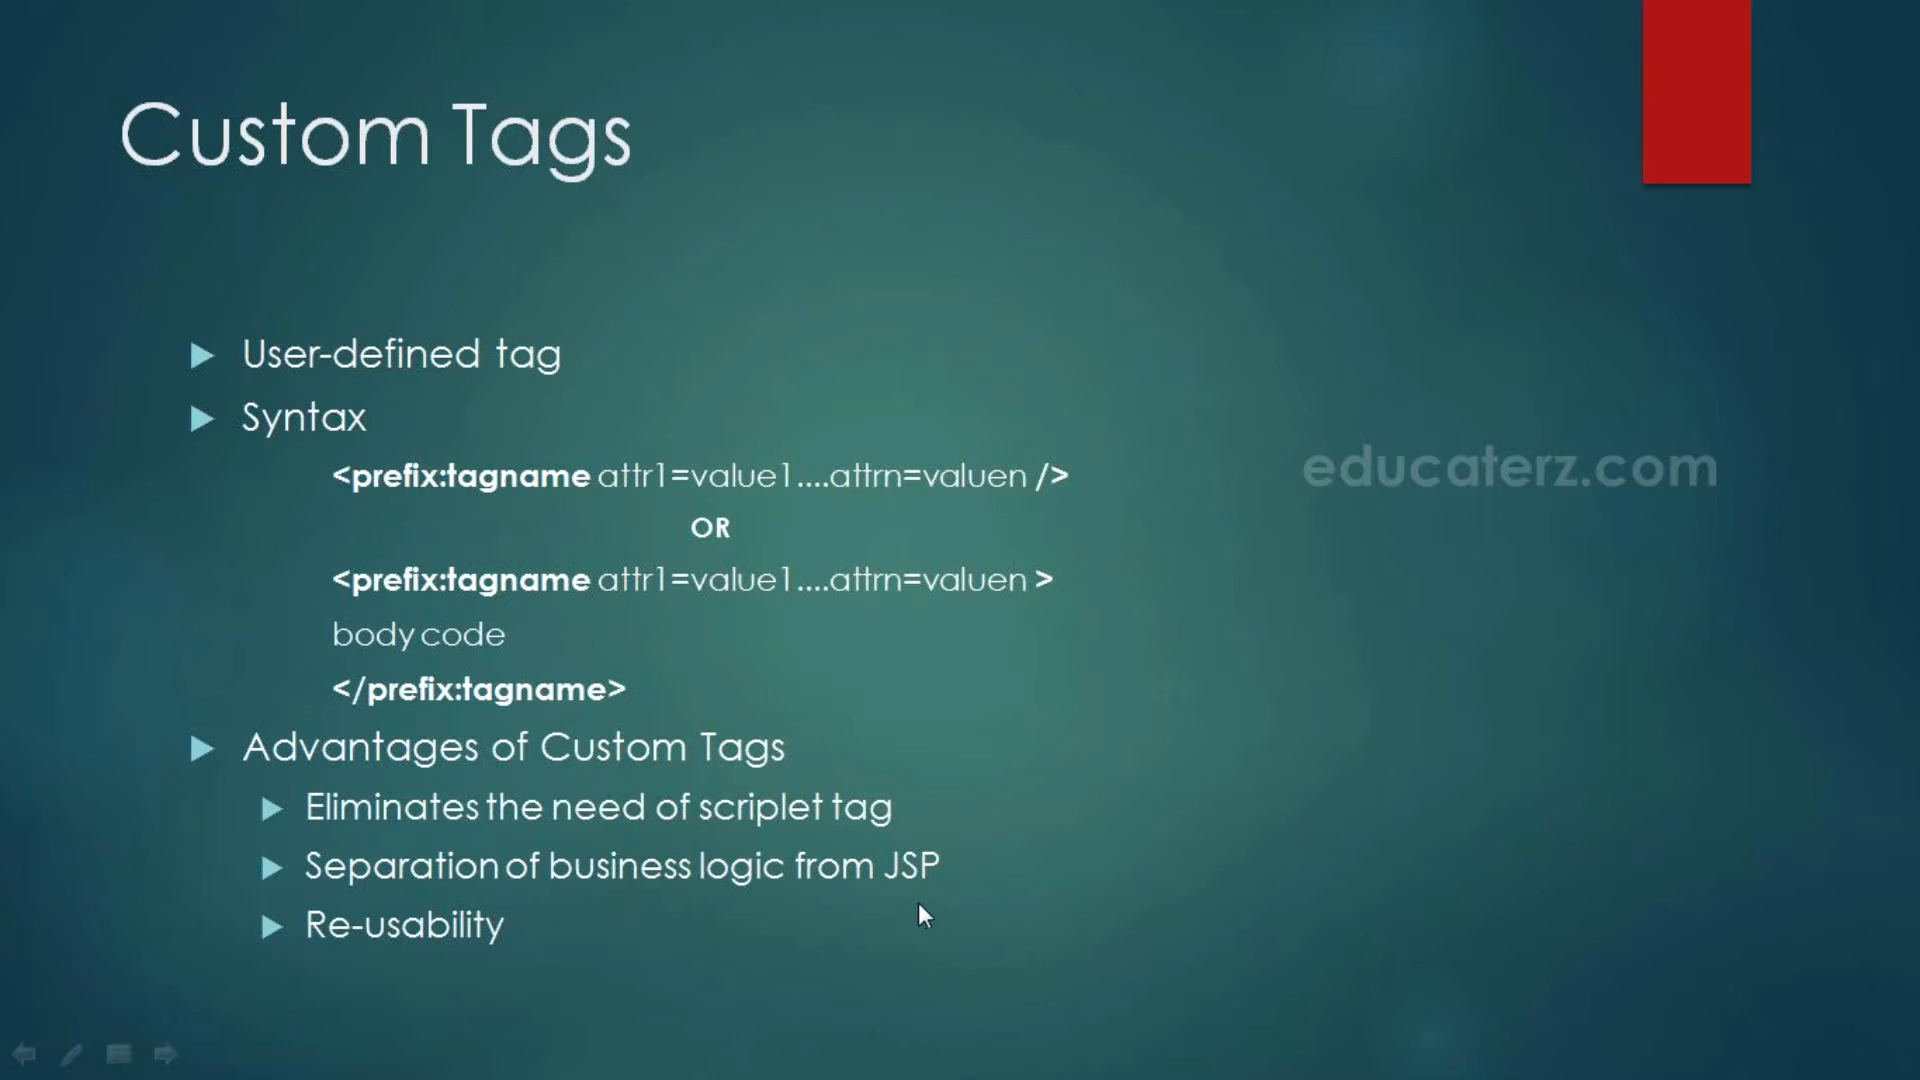 Custom Tags
User-defined tag
Syntax
<prefix:tagname attr1=value1....attrn=valuen />
OR
<prefix:tagname attr1=value1....attrn=valuen >
body code
</prefix:tagname>
educaterz.com
Advantages of Custom Tags
Eliminates the need of scriplet tag
Separation of business logic from JSP
Re-usability